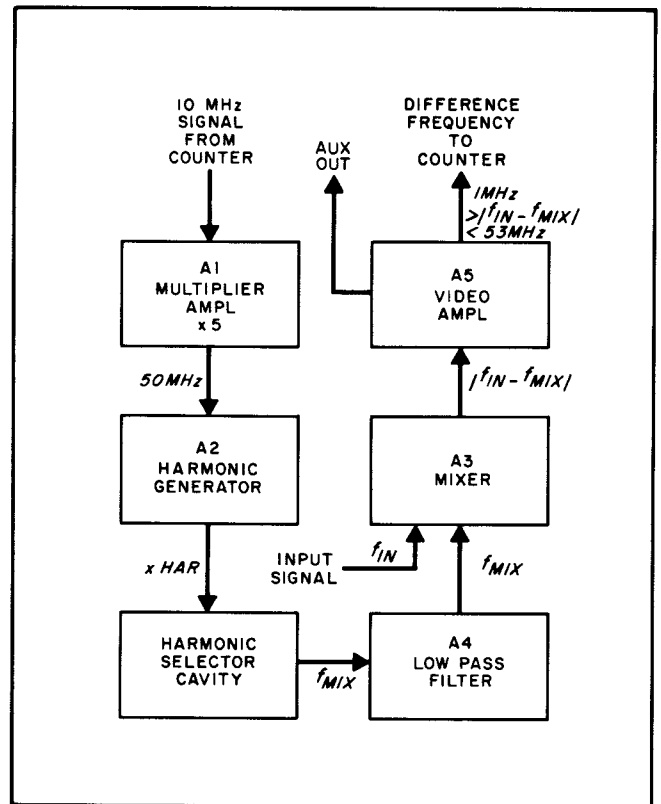 10 MHz
SIGNAL
FROM
COUNTER
A1
MULTIPLIER
AMPL
x 5
50MHz
A2
HARMONIC
GENERATOR
x HAR
HARMONIC
SELECTOR
CAVITY
fMIX
A4
LOW PASS
FILTER
fMIX
INPUT
SIGNAL
fIN
A3
MIXER
|fIN - fMIX|
A5
VIDEO
AMPL
AUX
OUT
1MHz
>|fIN - fMIX|
< 53MHz
DIFFERENCE
FREQUENCY
TO
COUNTER